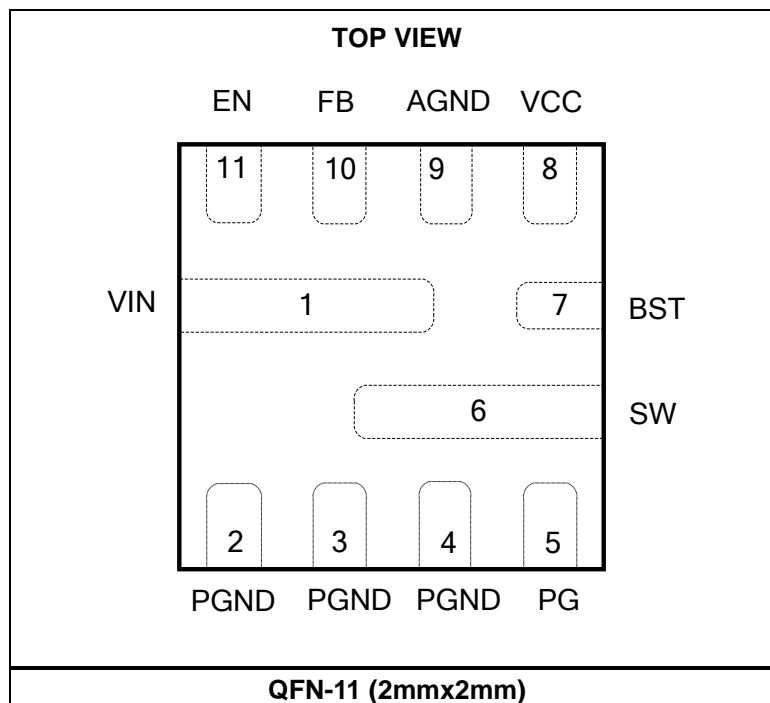 TOP VIEW
EN FB AGND VCC
11 10 9 8
VIN 1 7 BST
6 SW
2 3 4 5
PGND PGND PGND PG
QFN-11 (2mmx2mm)